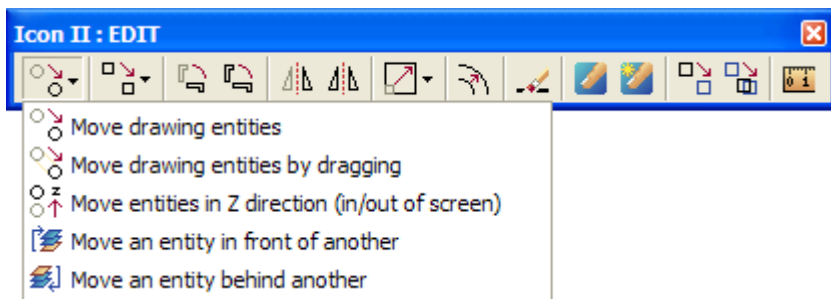 Icon II : EDIT
Move drawing entities
Move drawing entities by dragging
z
Move entities in Z direction (in/out of screen)
Move an entity in front of another
Move an entity behind another